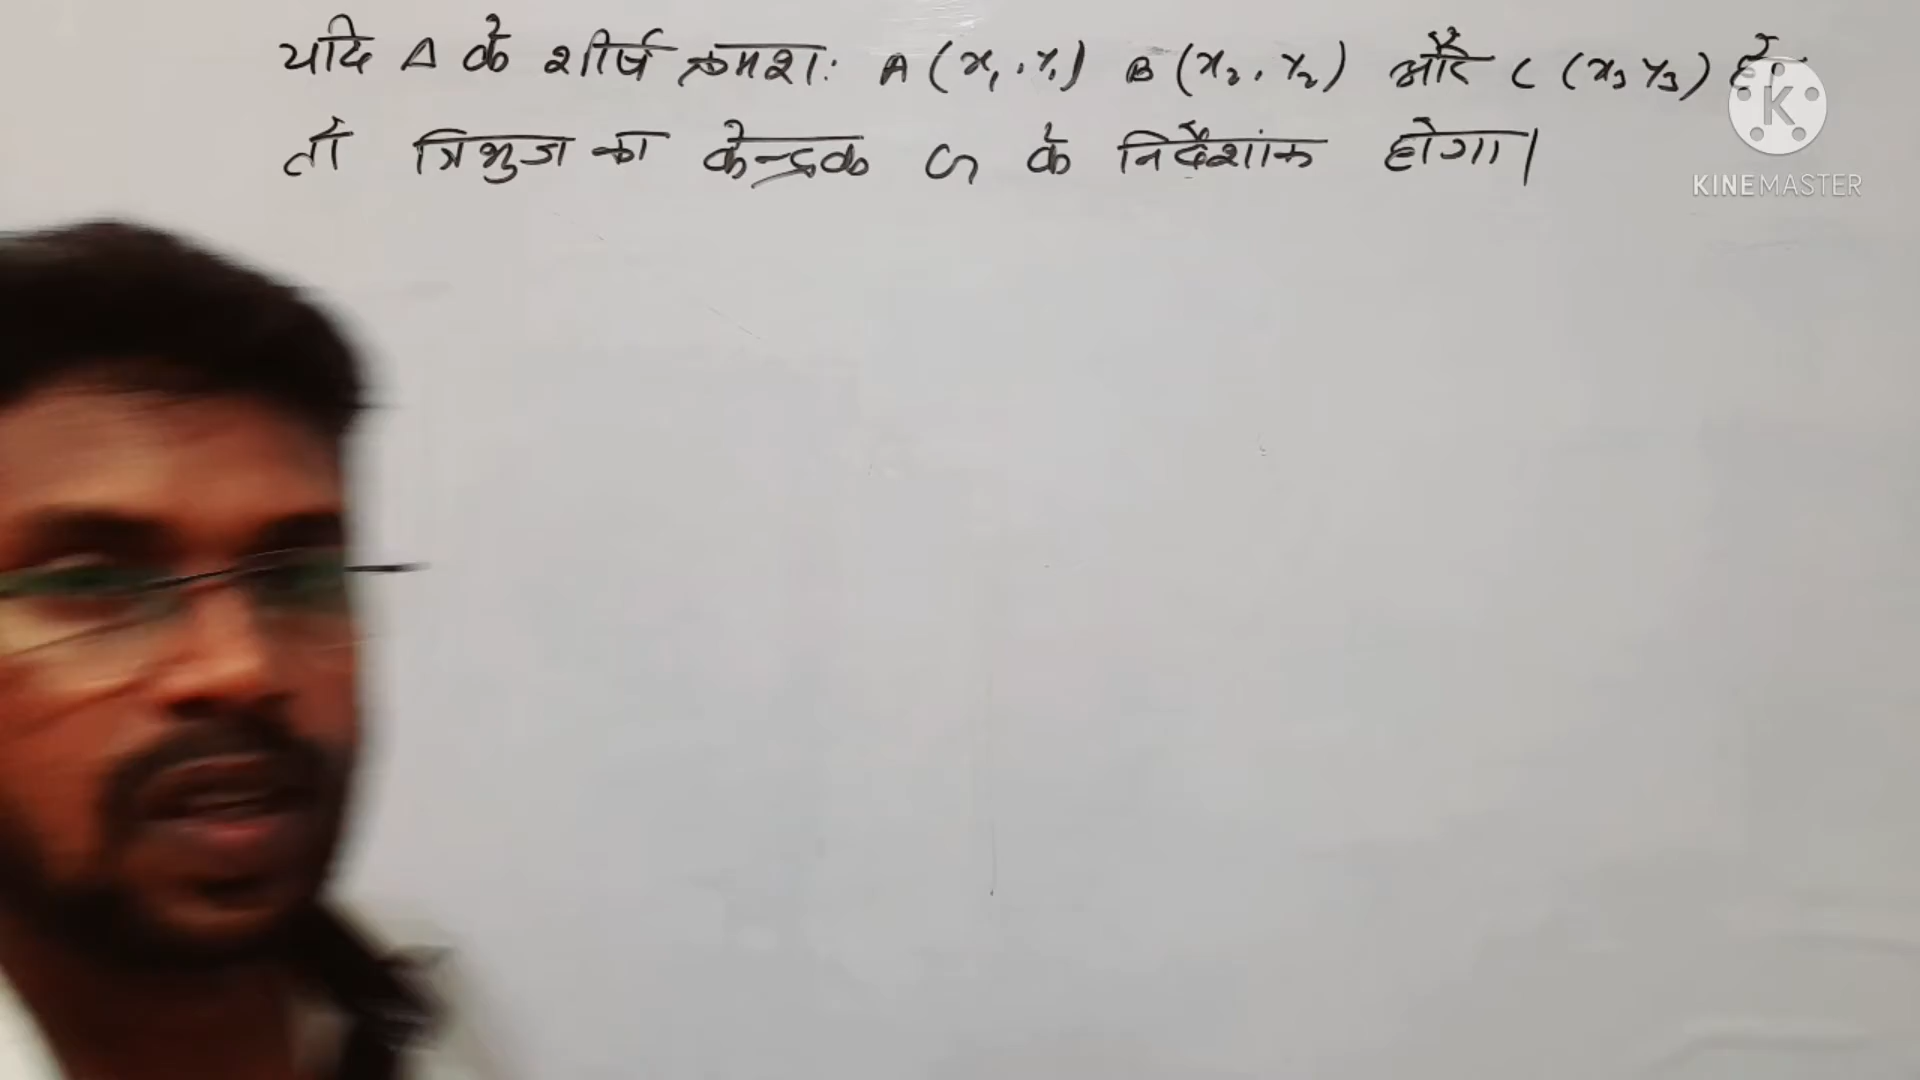 यदि Δ के शीर्ष क्रमश: A (x₁, y₁) B (x₂, y₂) और C (x₃ y₃) है।
K
KINEMASTER
तो त्रिभुज का केन्द्रक G के निर्देशांक होगा।